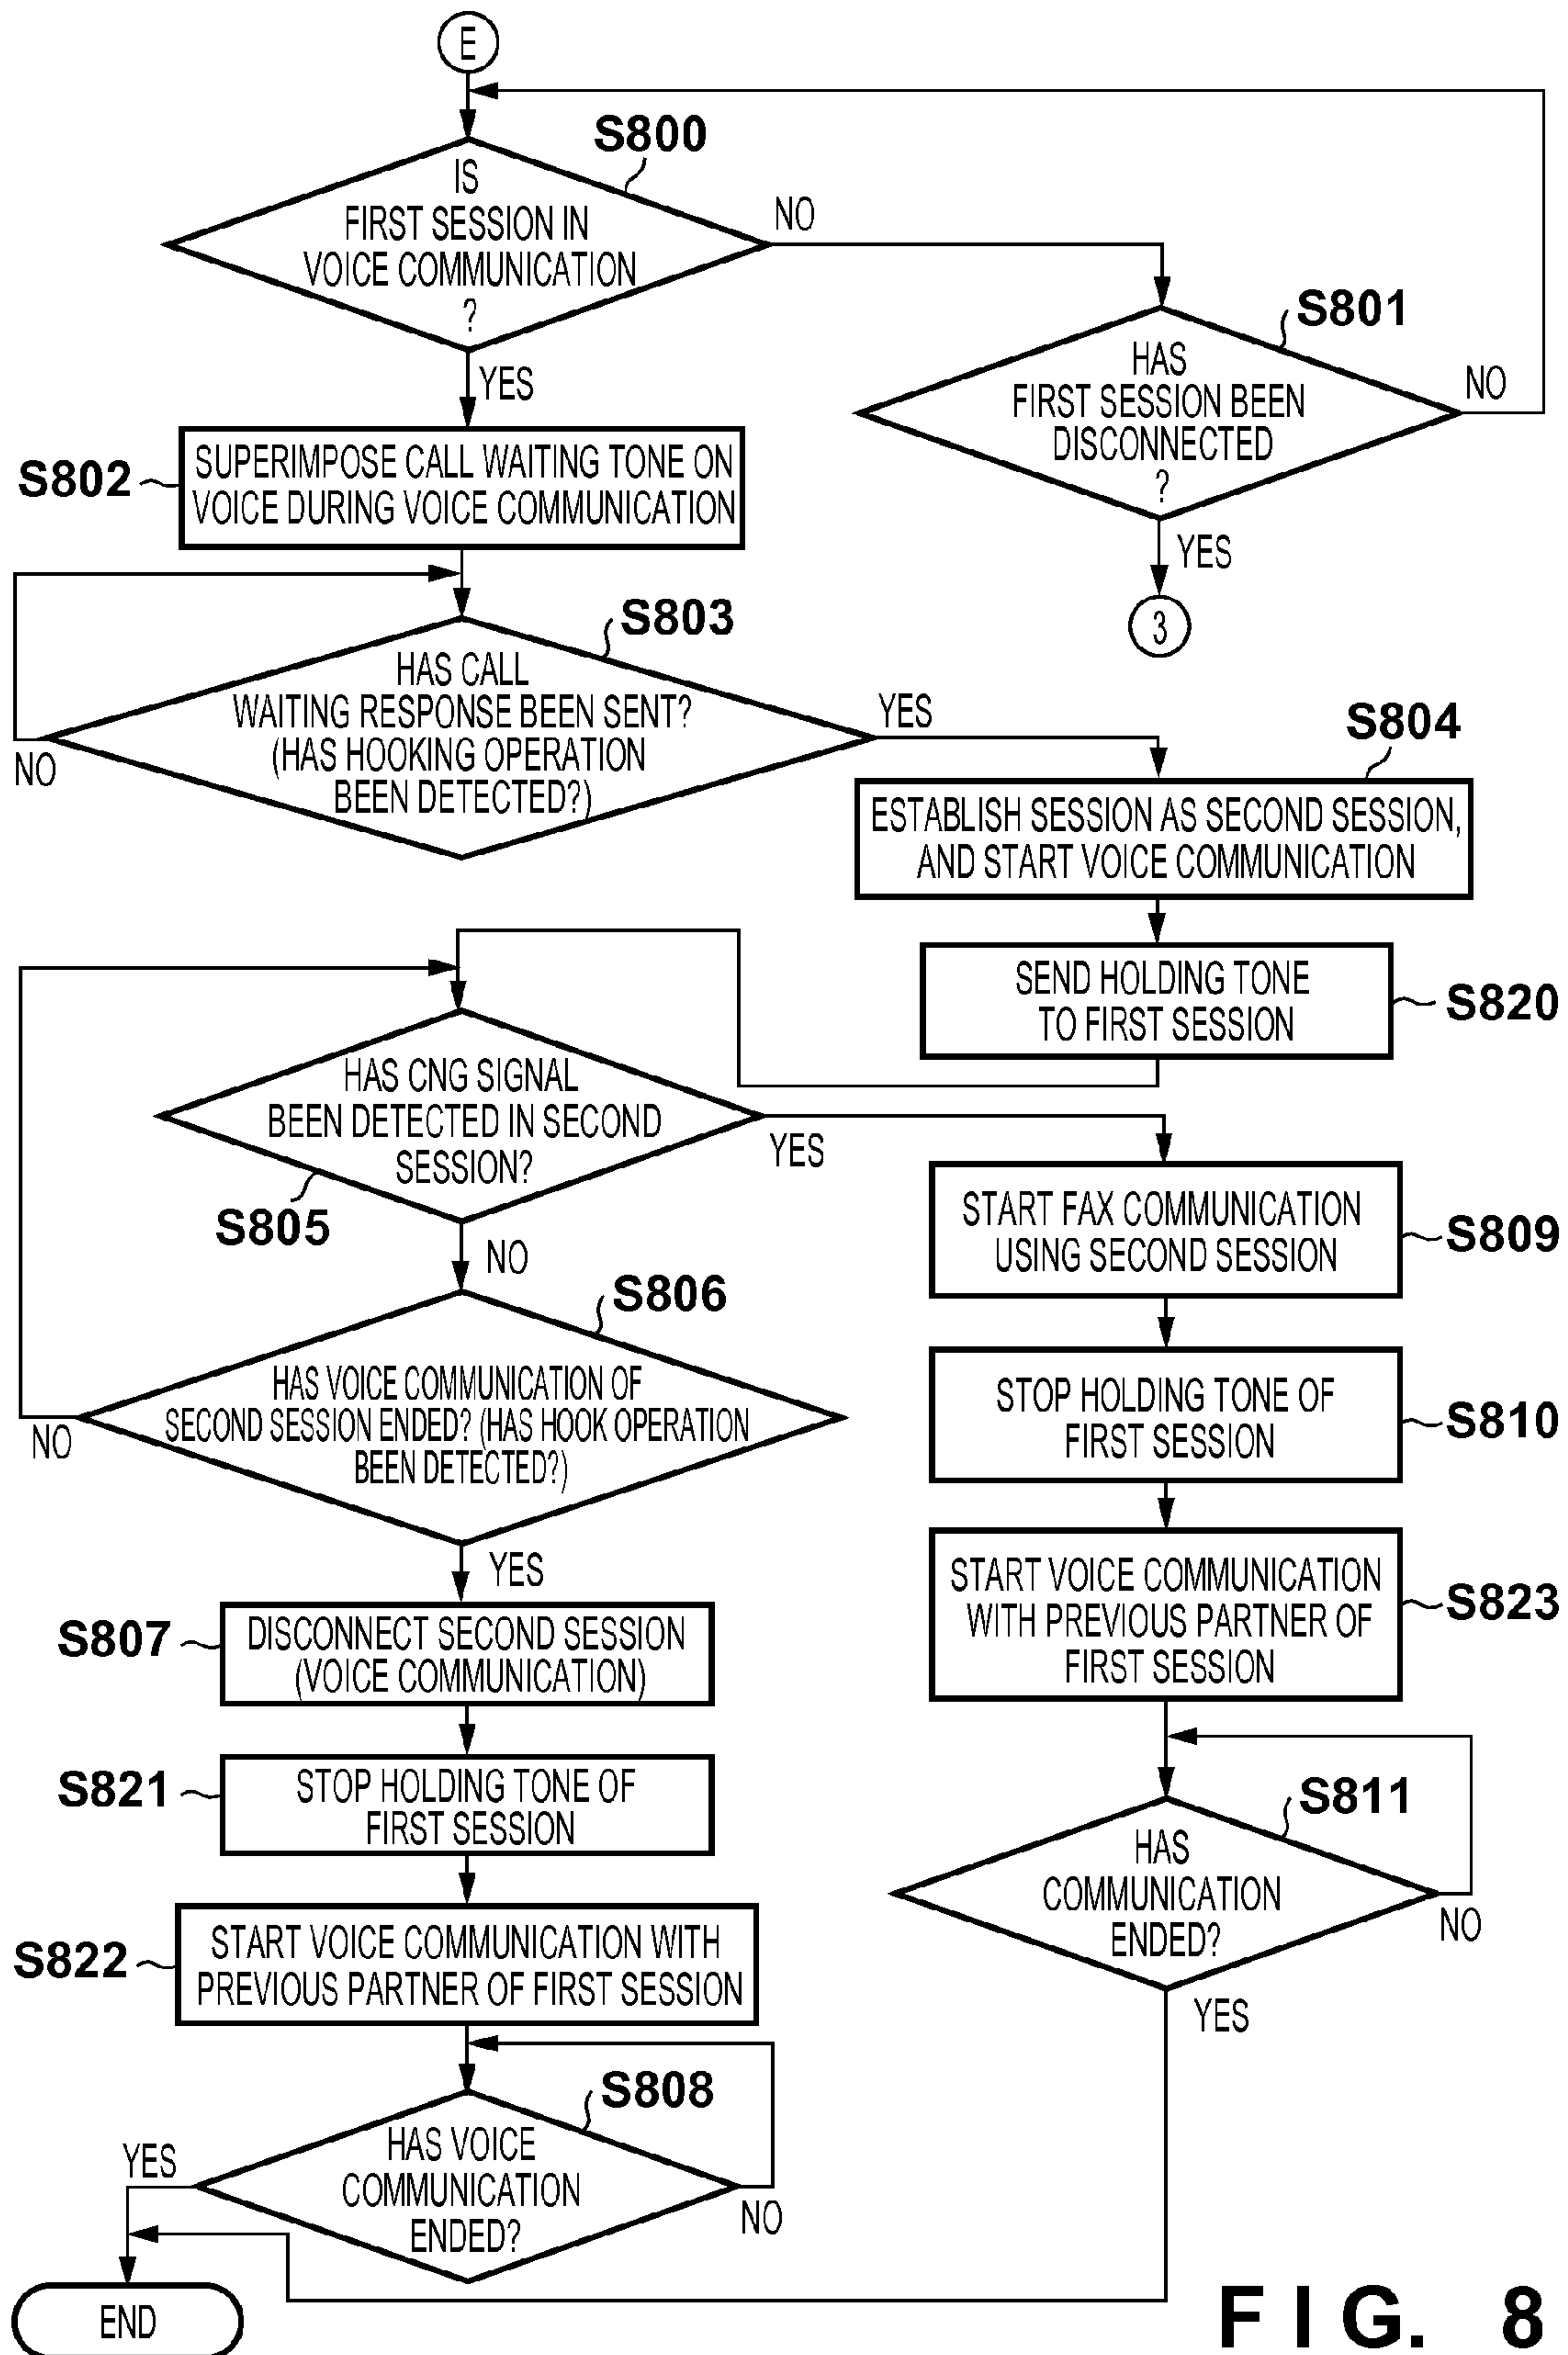 E
S800
IS
FIRST SESSION IN
VOICE COMMUNICATION
?
NO
YES
S801
HAS
FIRST SESSION BEEN
DISCONNECTED
?
NO
YES
3
S802
SUPERIMPOSE CALL WAITING TONE ON
VOICE DURING VOICE COMMUNICATION
S803
HAS CALL
WAITING RESPONSE BEEN SENT?
(HAS HOOKING OPERATION
BEEN DETECTED?)
NO
YES
S804
ESTABLISH SESSION AS SECOND SESSION,
AND START VOICE COMMUNICATION
SEND HOLDING TONE
TO FIRST SESSION
S820
HAS CNG SIGNAL
BEEN DETECTED IN SECOND
SESSION?
S805
YES
NO
S806
HAS VOICE COMMUNICATION OF
SECOND SESSION ENDED? (HAS HOOK OPERATION
BEEN DETECTED?)
NO
YES
S807
DISCONNECT SECOND SESSION
(VOICE COMMUNICATION)
S821
STOP HOLDING TONE OF
FIRST SESSION
S822
START VOICE COMMUNICATION WITH
PREVIOUS PARTNER OF FIRST SESSION
S808
HAS VOICE
COMMUNICATION
ENDED?
YES
NO
START FAX COMMUNICATION
USING SECOND SESSION
S809
STOP HOLDING TONE OF
FIRST SESSION
S810
START VOICE COMMUNICATION
WITH PREVIOUS PARTNER OF
FIRST SESSION
S823
S811
HAS
COMMUNICATION
ENDED?
NO
YES
END
FIG. 8